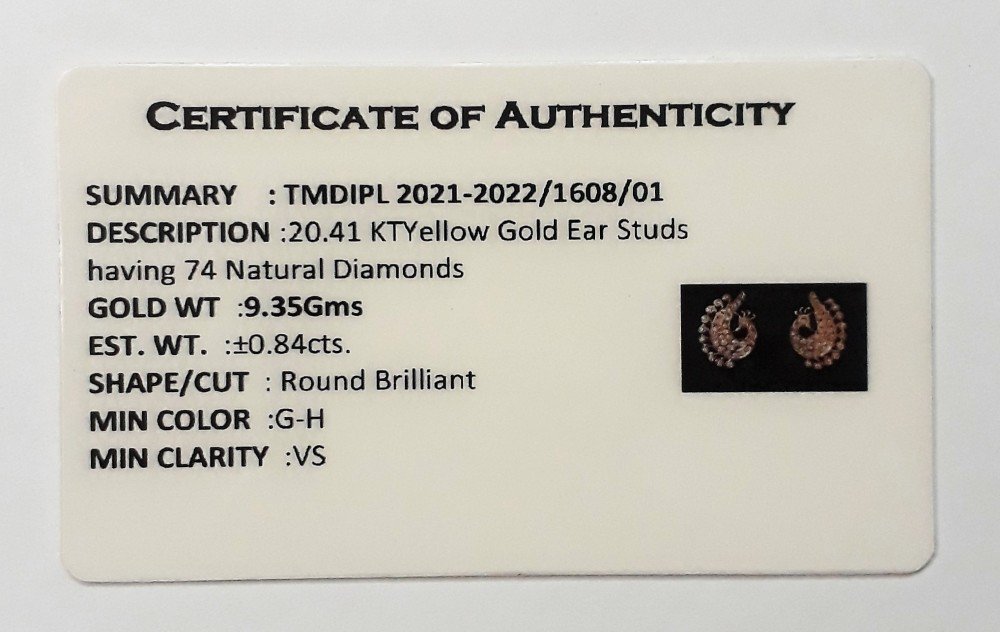 CERTIFICATE OF AUTHENTICITY
SUMMARY : TMDIPL 2021-2022/1608/01
DESCRIPTION :20.41 KTYellow Gold Ear Studs
having 74 Natural Diamonds
GOLD WT :9.35Gms
EST. WT. :±0.84cts.
SHAPE/CUT : Round Brilliant
MIN COLOR :G-H
MIN CLARITY :VS